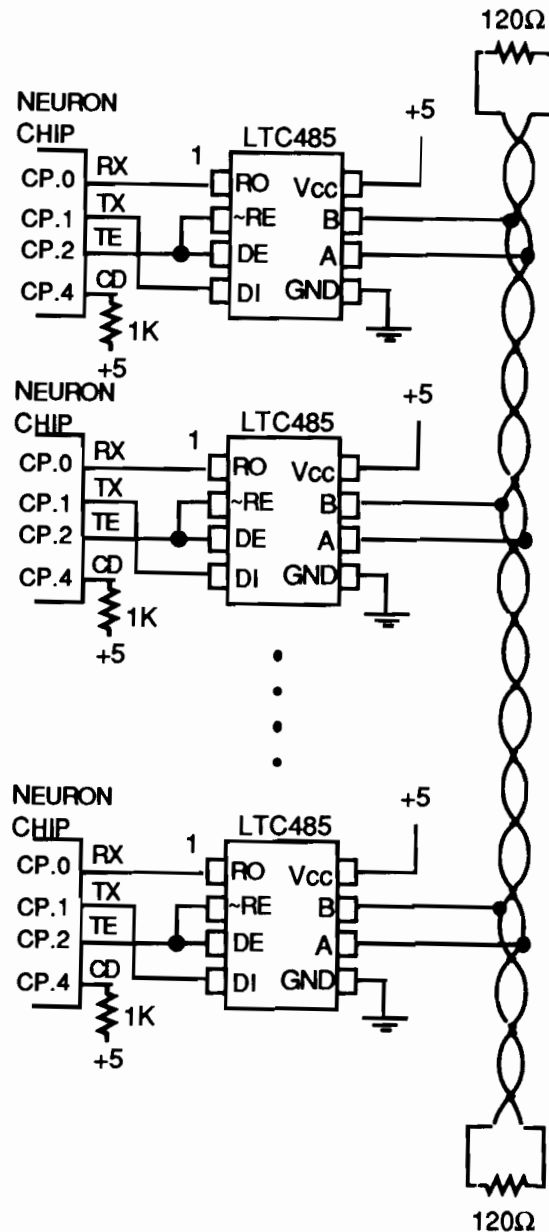 120Ω
NEURON
CHIP
LTC485
+5
1
CP.0 RX RO Vcc
CP.1 TX ~RE B
CP.2 TE DE A
CP.4 CD DI GND
1K
+5
NEURON
CHIP
LTC485
+5
1
CP.0 RX RO Vcc
CP.1 TX ~RE B
CP.2 TE DE A
CP.4 CD DI GND
1K
+5
NEURON
CHIP
LTC485
+5
1
CP.0 RX RO Vcc
CP.1 TX ~RE B
CP.2 TE DE A
CP.4 CD DI GND
1K
+5
120Ω